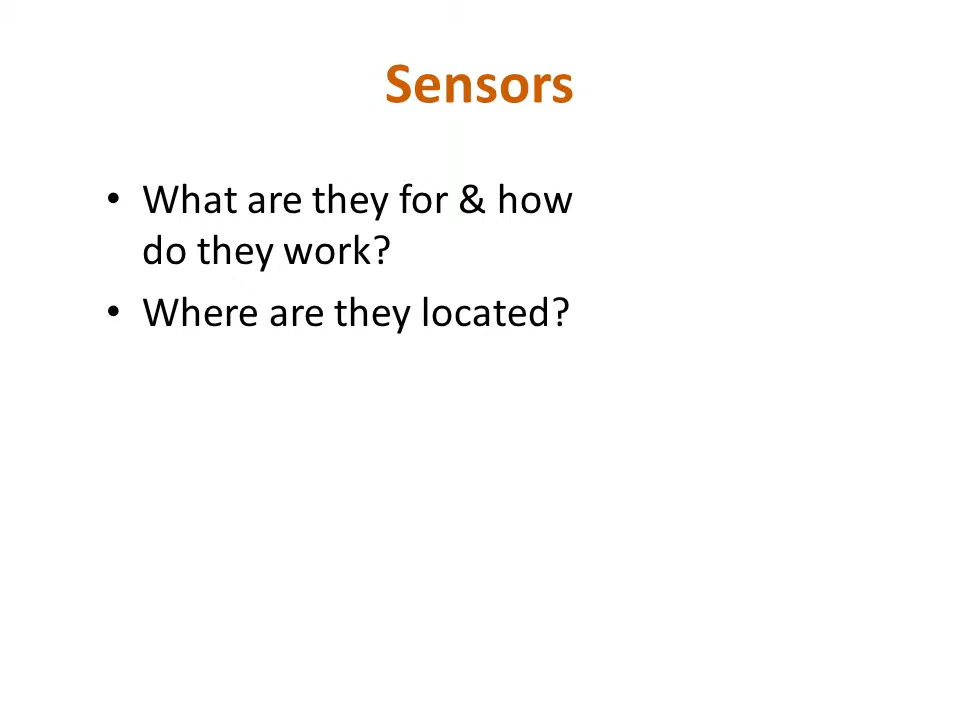 Sensors
• What are they for & how
do they work?
• Where are they located?